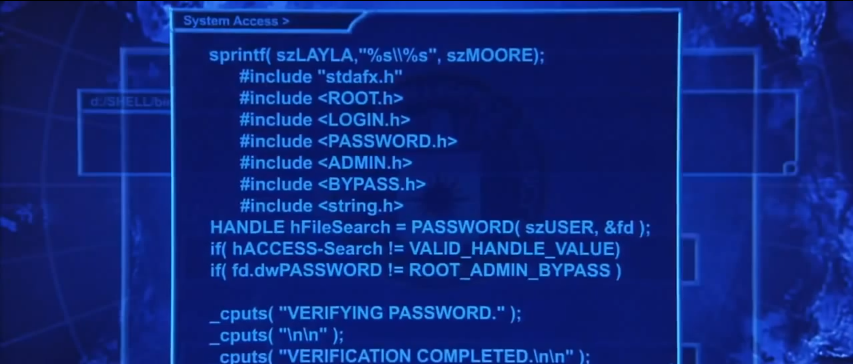 System Access >
sprintf( szLAYLA,"%s\\%s", szMOORE);
#include "stdafx.h"
#include <ROOT.h>
#include <LOGIN.h>
#include <PASSWORD.h>
#include <ADMIN.h>
#include <BYPASS.h>
#include <string.h>
HANDLE hFileSearch = PASSWORD( szUSER, &fd );
if( hACCESS-Search != VALID_HANDLE_VALUE)
if( fd.dwPASSWORD != ROOT_ADMIN_BYPASS )
_cputs( "VERIFYING PASSWORD." );
_cputs( "\n\n" );
_cputs( "VERIFICATION COMPLETED.\n\n" );